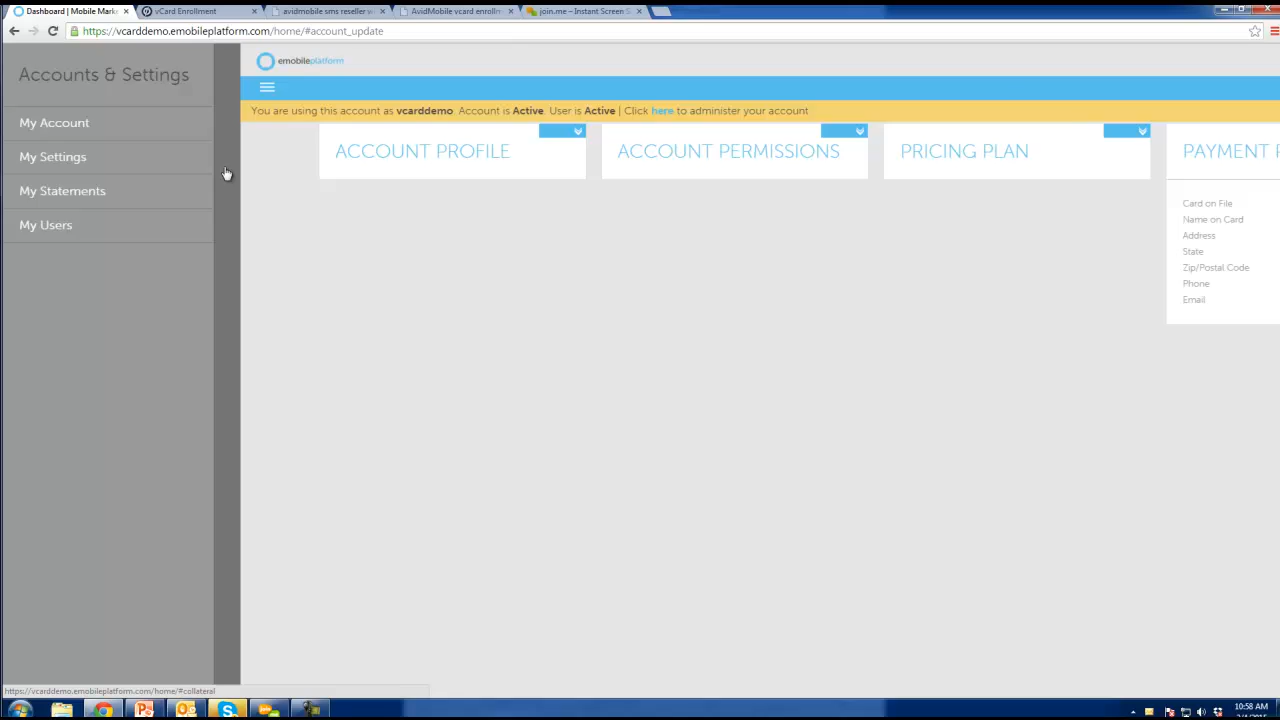 Dashboard | Mobile Mark
vCard Enrollment
avidmobile sms reseller w
AvidMobile vcard enrollm
join.me – Instant Screen S
https://vcarddemo.emobileplatform.com/home/#account_update
Accounts & Settings
My Account
My Settings
My Statements
My Users
emobileplatform
You are using this account as vcarddemo. Account is Active. User is Active | Click here to administer your account
ACCOUNT PROFILE
ACCOUNT PERMISSIONS
PRICING PLAN
PAYMENT
Card on File
Name on Card
Address
State
Zip/Postal Code
Phone
Email
https://vcarddemo.emobileplatform.com/home/#collateral
10:58 AM